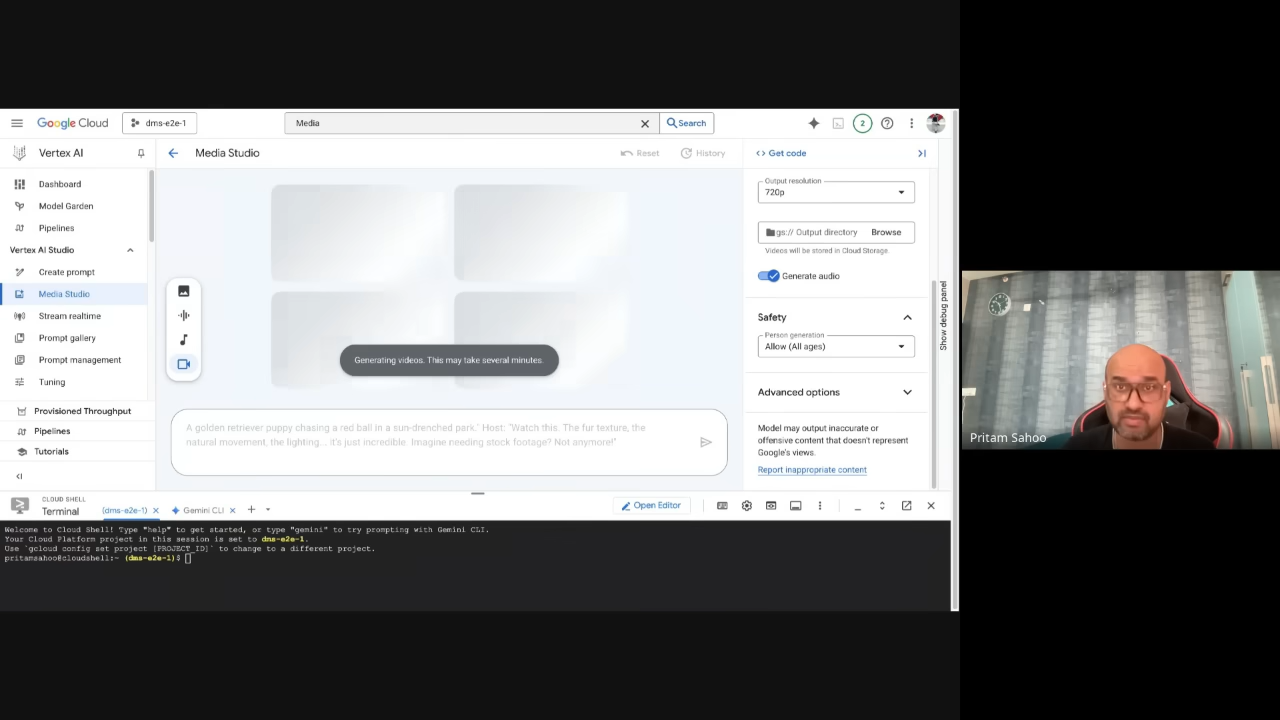 Google Cloud
dms-e2e-1
Media
Search
2
Vertex AI
Media Studio
Reset
History
Get code
Dashboard
Model Garden
Pipelines
Vertex AI Studio
Create prompt
Media Studio
Stream realtime
Prompt gallery
Prompt management
Tuning
Provisioned Throughput
Pipelines
Tutorials
Generating videos. This may take several minutes.
A golden retriever puppy chasing a red ball in a sun-drenched park.' Host: "Watch this. The fur texture, the
natural movement, the lighting... it's just incredible. Imagine needing stock footage? Not anymore!"
Output resolution
720p
gs:// Output directory
Browse
Videos will be stored in Cloud Storage.
Generate audio
Safety
Person generation
Allow (All ages)
Advanced options
Model may output inaccurate or
offensive content that doesn't represent
Google's views.
Report inappropriate content
Show debug panel
CLOUD SHELL
Terminal
(dms-e2e-1)
Gemini CLI
Open Editor
Welcome to Cloud Shell! Type "help" to get started, or type "gemini" to try prompting with Gemini CLI.
Your Cloud Platform project in this session is set to dms-e2e-1.
Use `gcloud config set project [PROJECT_ID]` to change to a different project.
pritamsahoo@cloudshell:~ (dms-e2e-1)$
Pritam Sahoo